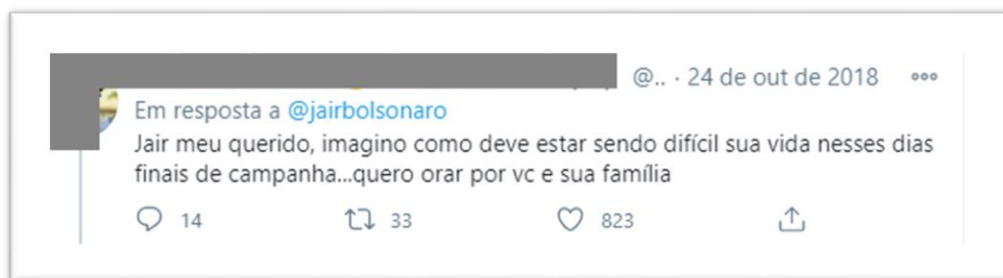 @.. · 24 de out de 2018
Em resposta a @jairbolsonaro
Jair meu querido, imagino como deve estar sendo difícil sua vida nesses dias
finais de campanha...quero orar por vc e sua família
14 33 823